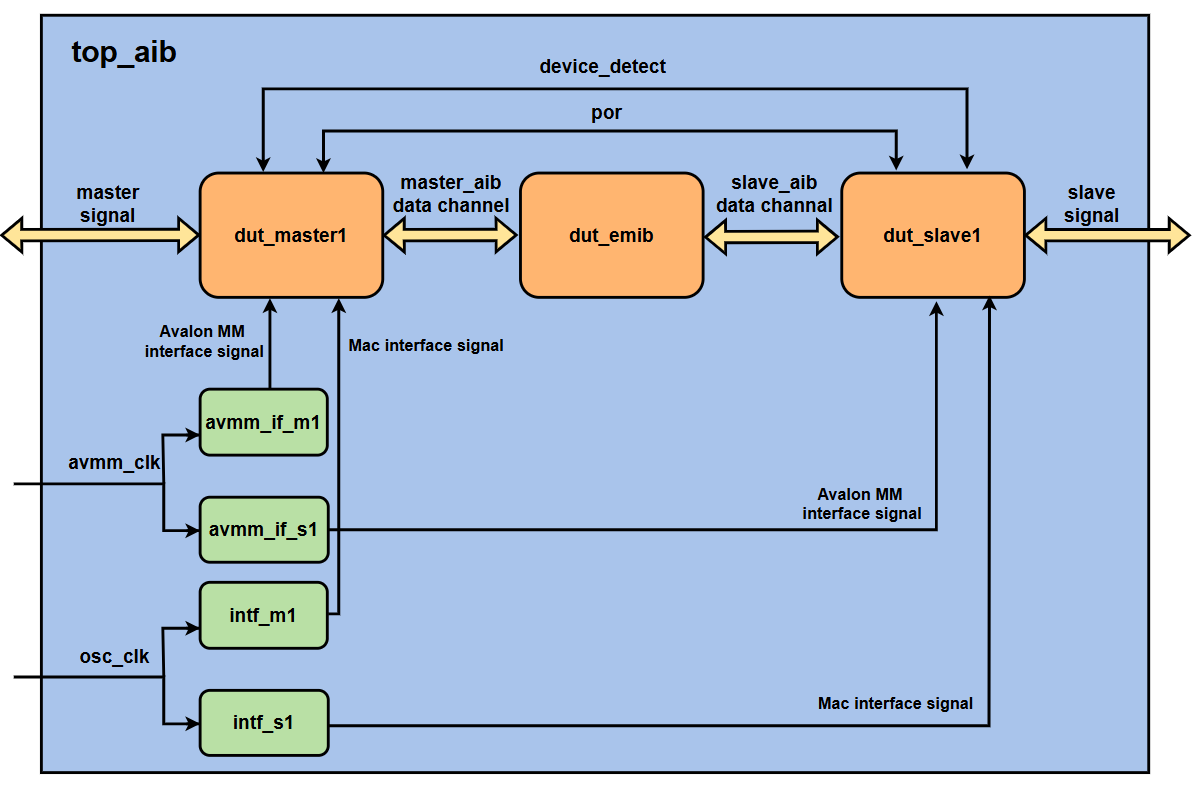 top_aib
device_detect
por
master
signal
master_aib
data channel
slave_aib
data channal
slave
signal
dut_master1
dut_emib
dut_slave1
Avalon MM
interface signal
Mac interface signal
avmm_if_m1
avmm_clk
avmm_if_s1
Avalon MM
interface signal
intf_m1
osc_clk
intf_s1
Mac interface signal